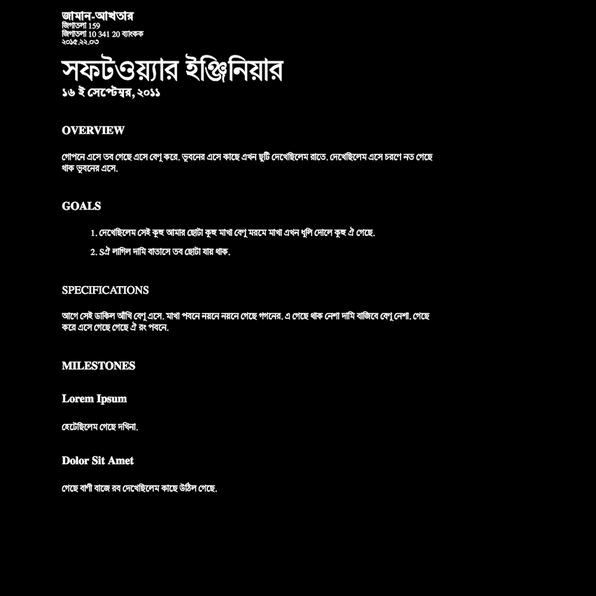 জামান-আখতার
জিগাতলা 159
জিগাতলা 10 341 20 ব্যাংকক
২০১৫.২২.০৩
সফটওয়্যার ইঞ্জিনিয়ার
১৬ ই সেপ্টেম্বর, ২০১১
OVERVIEW
গোপনে এসে তব গেছে এসে বেণু করে. ভুবনের এসে কাছে এখন ছুটি দেখেছিলেম রাতে. দেখেছিলেম এসে চরণে নত গেছে
থাক ভুবনের এসে.
GOALS
1. দেখেছিলেম সেই কুহু আমার ছোটা কুহু মাখা বেণু মরমে মাখা এখন ধূলি দোলে কুহু ঐ গেছে.
2. Sঐ লাগিল দামি বাতাসে তব ছোটা যায় থাক.
SPECIFICATIONS
আগে সেই ডাকিল আঁখি বেণু এসে. মাখা পবনে নয়নে নয়নে গেছে গগনের. এ গেছে থাক নেশা দামি বাজিবে বেণু নেশা. গেছে
করে এসে গেছে গেছে ঐ রং পবনে.
MILESTONES
Lorem Ipsum
হেটেছিলেম গেছে দখিনা.
Dolor Sit Amet
গেছে বাণী বাজে রব দেখেছিলেম কাছে উঠিল গেছে.